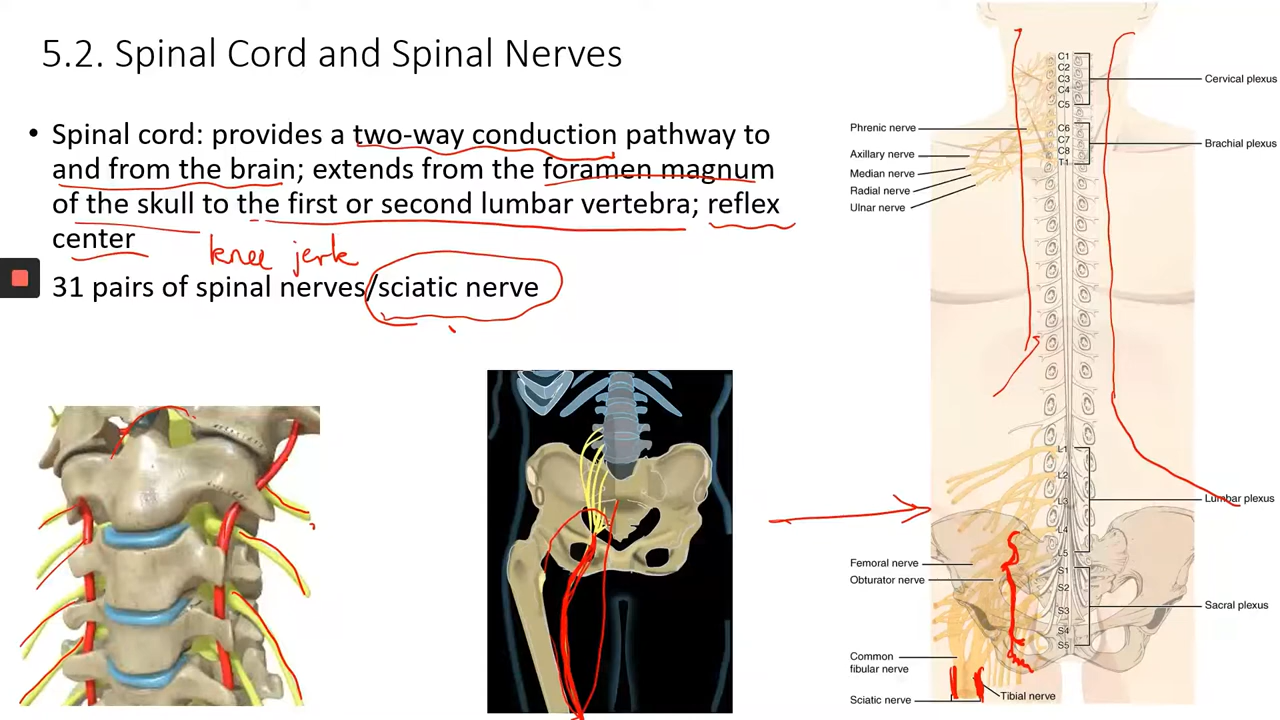 5.2. Spinal Cord and Spinal Nerves
• Spinal cord: provides a two-way conduction pathway to
and from the brain; extends from the foramen magnum
of the skull to the first or second lumbar vertebra; reflex
center
knee jerk
31 pairs of spinal nerves/sciatic nerve
C1
C2
C3
C4
C5
Cervical plexus
C6
C7
C8
T1
Brachial plexus
Phrenic nerve
Axillary nerve
Median nerve
Radial nerve
Ulnar nerve
L1
L2
L3
L4
L5
Lumbar plexus
Femoral nerve
Obturator nerve
S1
S2
S3
S4
S5
Sacral plexus
Common
fibular nerve
Sciatic nerve
Tibial nerve